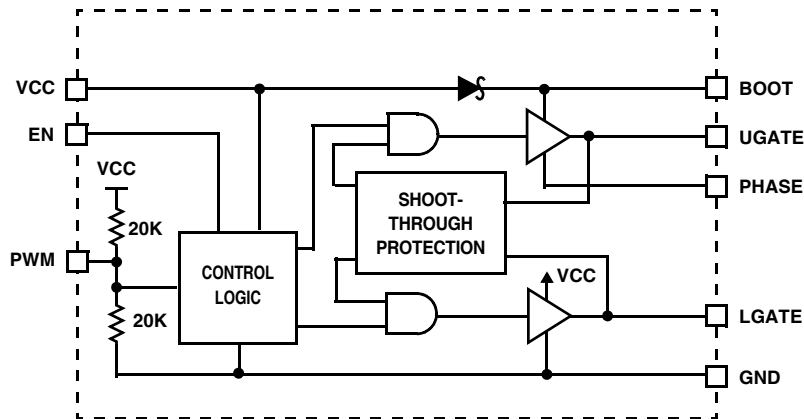 VCC
BOOT
EN
UGATE
VCC
PHASE
20K
SHOOT-
THROUGH
PROTECTION
PWM
CONTROL
LOGIC
VCC
20K
LGATE
GND